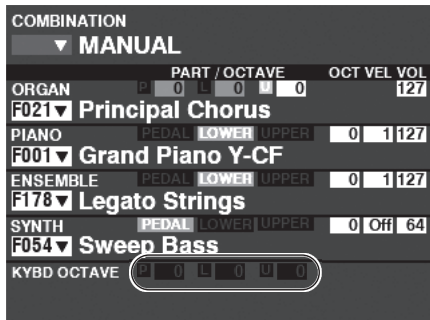 COMBINATION
▼ MANUAL
PART / OCTAVE OCT VEL VOL
ORGAN P 0 L 0 U 0 127
F021▼ Principal Chorus
PIANO PEDAL LOWER UPPER 0 1 127
F001▼ Grand Piano Y-CF
ENSEMBLE PEDAL LOWER UPPER 0 1 127
F178▼ Legato Strings
SYNTH PEDAL LOWER UPPER 0 Off 64
F054▼ Sweep Bass
KYBD OCTAVE P 0 L 0 U 0